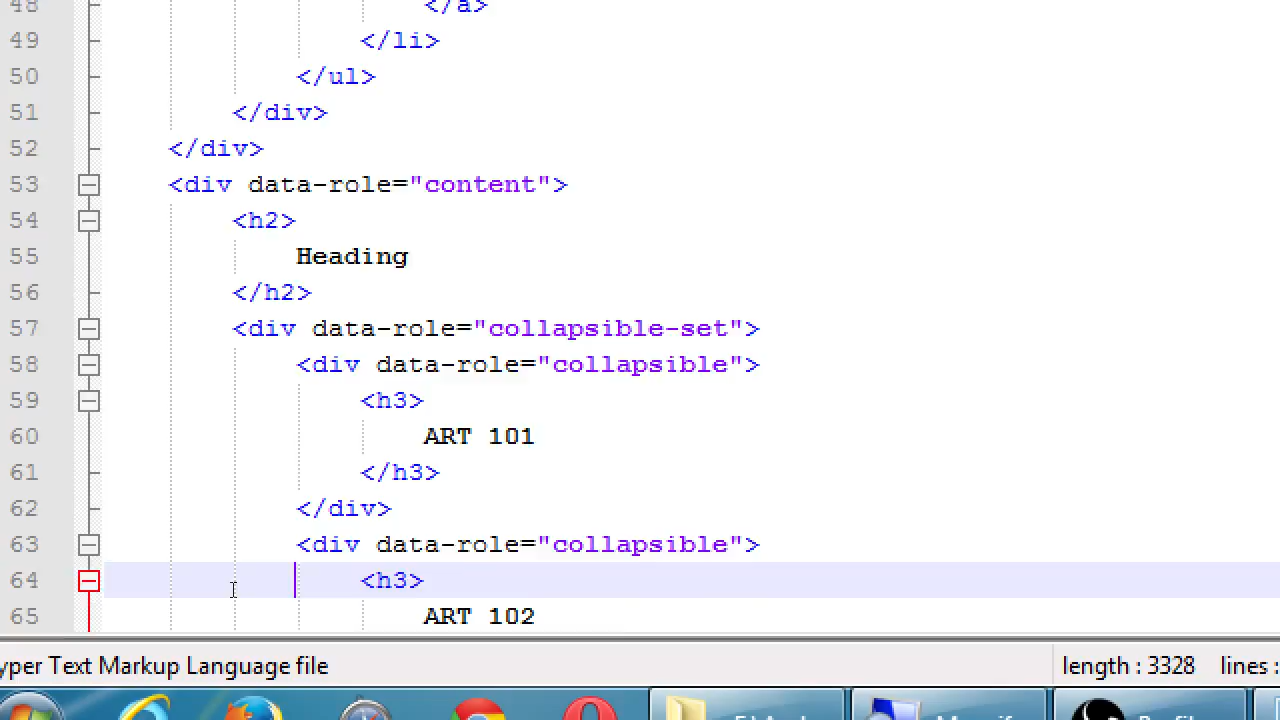 48 </a>
49 </li>
50 </ul>
51 </div>
52 </div>
53 <div data-role="content">
54 <h2>
55 Heading
56 </h2>
57 <div data-role="collapsible-set">
58 <div data-role="collapsible">
59 <h3>
60 ART 101
61 </h3>
62 </div>
63 <div data-role="collapsible">
64 <h3>
65 ART 102
yper Text Markup Language file length : 3328 lines :